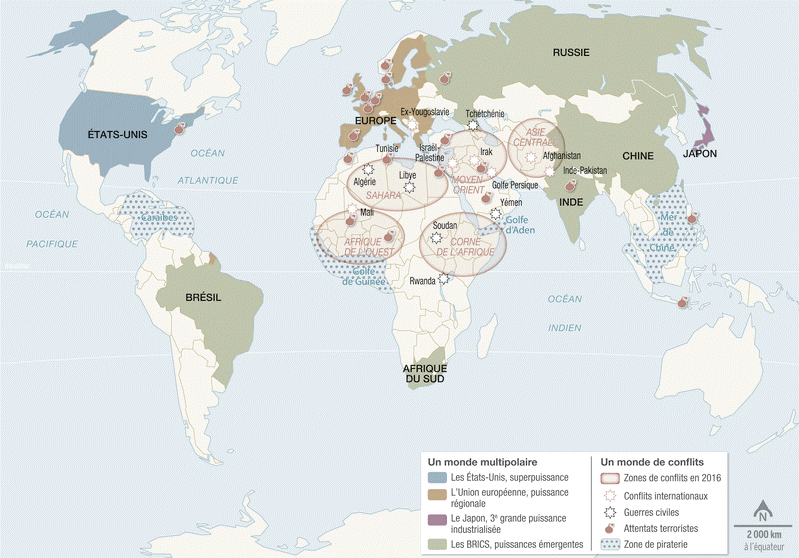 RUSSIE
Ex-Yougoslavie
Tchétchénie
EUROPE
ÉTATS-UNIS
ASIE
CENTRALE
OCÉAN
ATLANTIQUE
Tunisie
Israël-
Palestine
Irak
Afghanistan
CHINE
JAPON
Algérie
Libye
MOYEN
ORIENT
Inde-Pakistan
Golfe Persique
SAHARA
INDE
OCÉAN
PACIFIQUE
Caraïbes
Mali
Yémen
Golfe
d'Aden
Mer
de
Chine
Soudan
AFRIQUE
DE L'OUEST
CORNE
DE L'AFRIQUE
Golfe
de Guinée
Rwanda
BRÉSIL
OCÉAN
INDIEN
AFRIQUE
DU SUD
Un monde multipolaire
Les États-Unis, superpuissance
L'Union européenne, puissance
régionale
Le Japon, 3e grande puissance
industrialisée
Les BRICS, puissances émergentes
Un monde de conflits
Zones de conflits en 2016
Conflits internationaux
Guerres civiles
Attentats terroristes
Zone de piraterie
N
2 000 km
à l'équateur